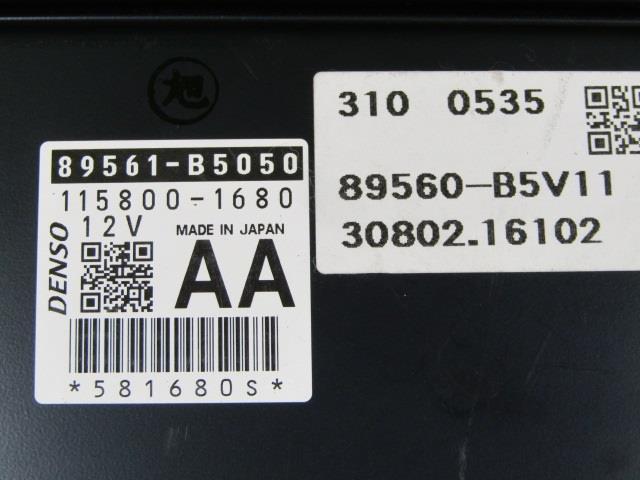 旭
89561-B5050
115800-1680
12V
MADE IN JAPAN
DENSO
AA
*581680S*
310 0535
89560-B5V11
30802.16102